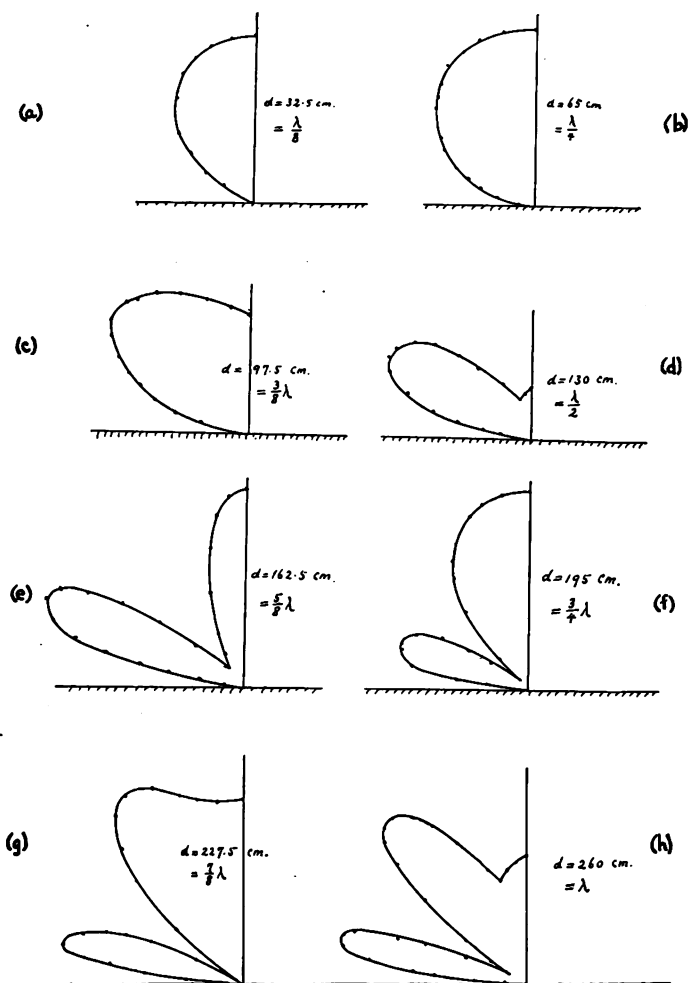 (a)
d = 32.5 cm.
= λ/8
d = 65 cm
= λ/4
(b)
(c)
d = 97.5 cm.
= 3/8 λ
d = 130 cm.
= λ/2
(d)
(e)
d = 162.5 cm.
= 5/8 λ
d = 195 cm.
= 3/4 λ
(f)
(g)
d = 227.5 cm.
= 7/8 λ
d = 260 cm.
= λ
(h)